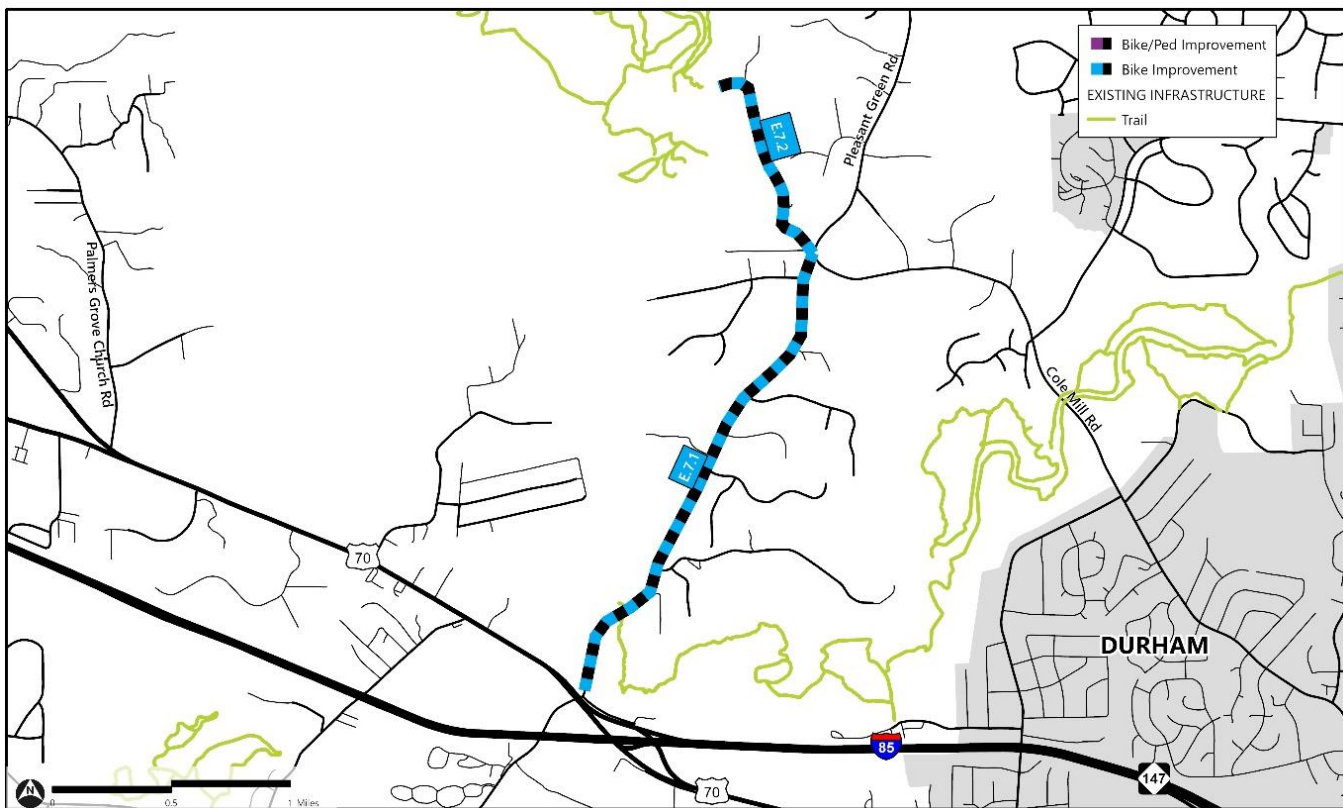 Bike/Ped Improvement
Bike Improvement
EXISTING INFRASTRUCTURE
Trail
Pleasant Green Rd
E.7.2
Palmers Grove Church Rd
Cole Mill Rd
E.7.1
70
DURHAM
85
147
70
N
0 0.5 1 Miles